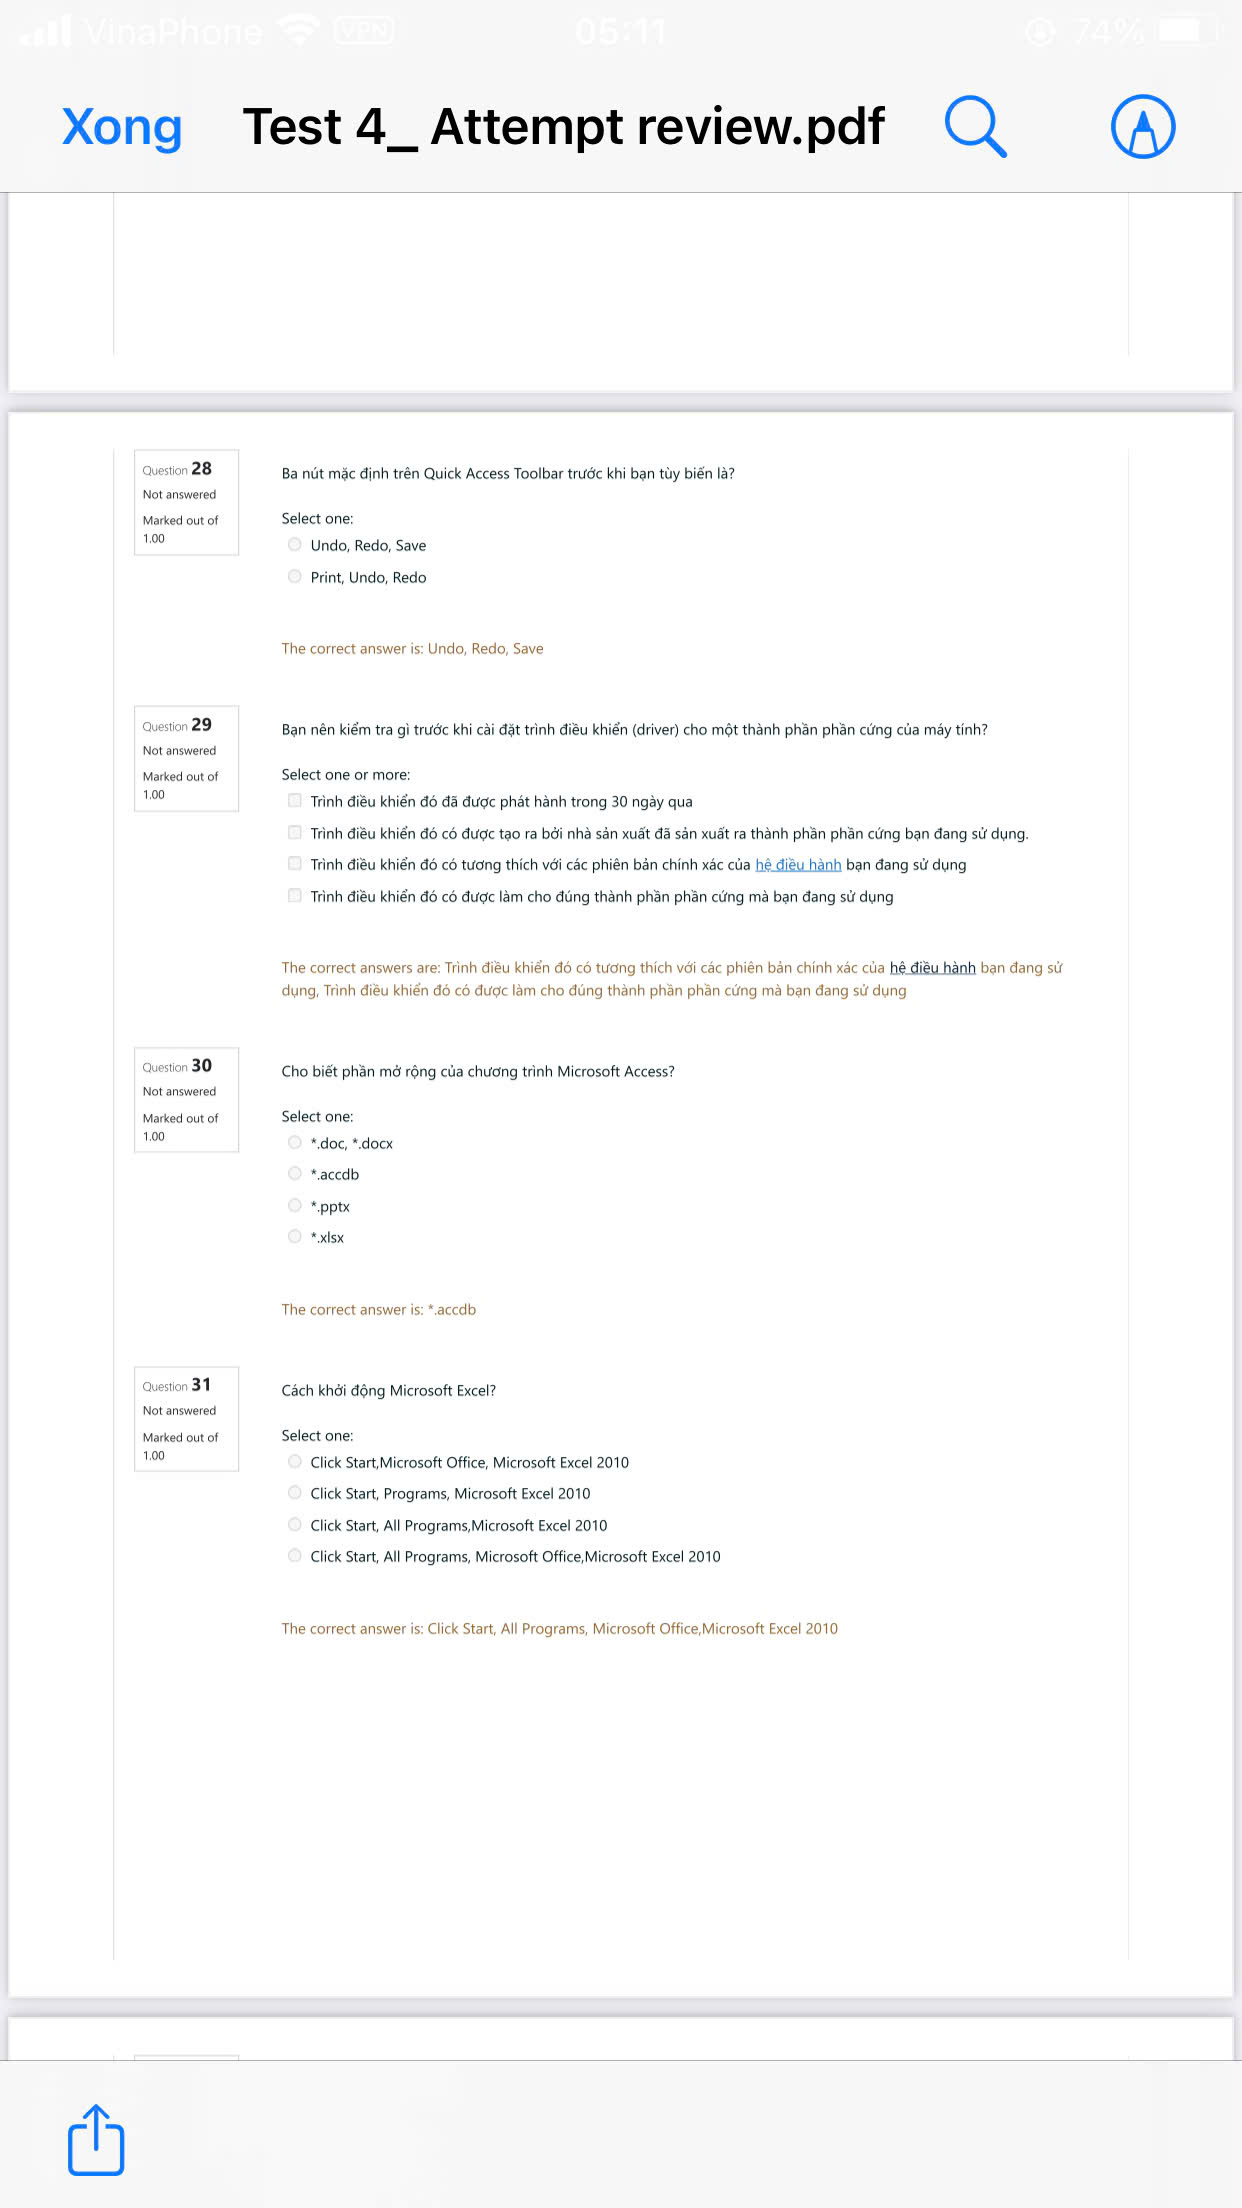 VinaPhone VPN 05:11 74%
Xong Test 4_ Attempt review.pdf
Question 28
Not answered
Marked out of
1.00
Ba nút mặc định trên Quick Access Toolbar trước khi bạn tùy biến là?
Select one:
Undo, Redo, Save
Print, Undo, Redo
The correct answer is: Undo, Redo, Save
Question 29
Not answered
Marked out of
1.00
Bạn nên kiểm tra gì trước khi cài đặt trình điều khiển (driver) cho một thành phần phần cứng của máy tính?
Select one or more:
Trình điều khiển đó đã được phát hành trong 30 ngày qua
Trình điều khiển đó có được tạo ra bởi nhà sản xuất đã sản xuất ra thành phần phần cứng bạn đang sử dụng.
Trình điều khiển đó có tương thích với các phiên bản chính xác của hệ điều hành bạn đang sử dụng
Trình điều khiển đó có được làm cho đúng thành phần phần cứng mà bạn đang sử dụng
The correct answers are: Trình điều khiển đó có tương thích với các phiên bản chính xác của hệ điều hành bạn đang sử
dụng, Trình điều khiển đó có được làm cho đúng thành phần phần cứng mà bạn đang sử dụng
Question 30
Not answered
Marked out of
1.00
Cho biết phần mở rộng của chương trình Microsoft Access?
Select one:
*.doc, *.docx
*.accdb
*.pptx
*.xlsx
The correct answer is: *.accdb
Question 31
Not answered
Marked out of
1.00
Cách khởi động Microsoft Excel?
Select one:
Click Start,Microsoft Office, Microsoft Excel 2010
Click Start, Programs, Microsoft Excel 2010
Click Start, All Programs,Microsoft Excel 2010
Click Start, All Programs, Microsoft Office,Microsoft Excel 2010
The correct answer is: Click Start, All Programs, Microsoft Office,Microsoft Excel 2010